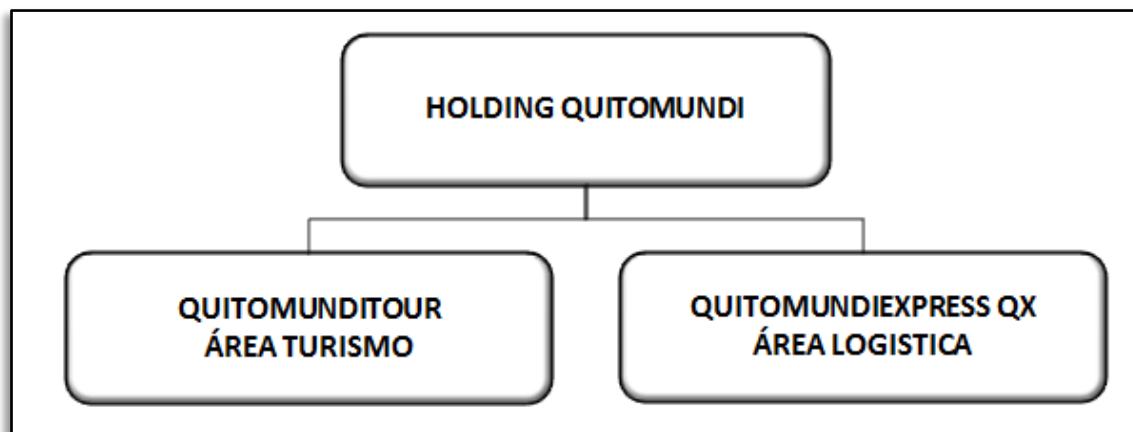 HOLDING QUITOMUNDI
QUITOMUNDITOUR
ÁREA TURISMO
QUITOMUNDIEXPRESS QX
ÁREA LOGISTICA